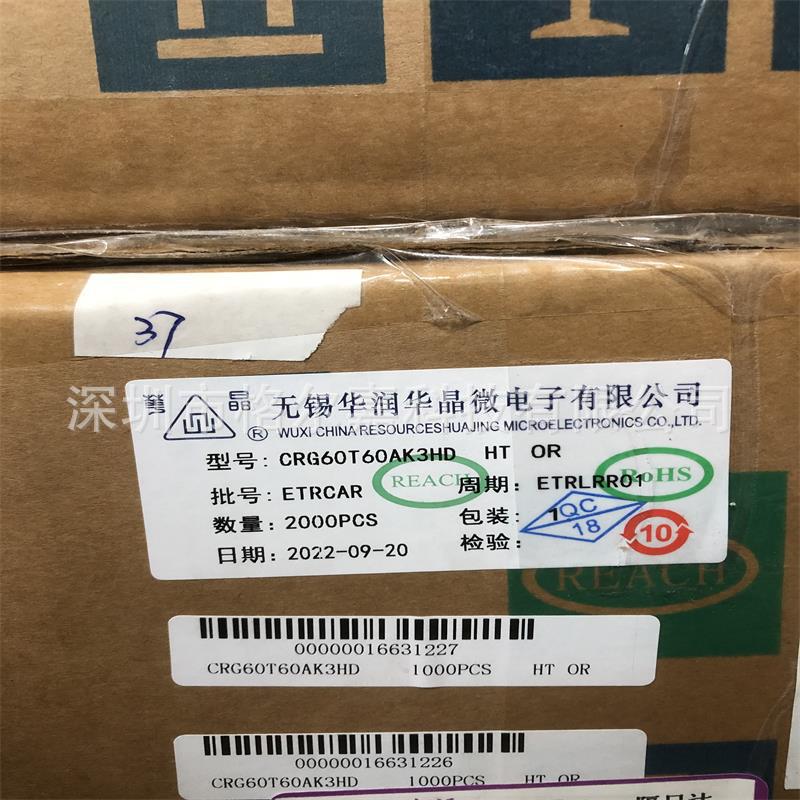 37
華晶 ® 无锡华润华晶微电子有限公司
WUXI CHINA RESOURCESHUAJING MICROELECTRONICS CO.,LTD.
型号: CRG60T60AK3HD HT OR
批号: ETRCAR REACH 周期: ETRLRR01 RoHS
数量: 2000PCS 包装: 1 QC 18
日期: 2022-09-20 检验: 10
REACH
00000016631227
CRG60T60AK3HD 1000PCS HT OR
00000016631226
CRG60T60AK3HD 1000PCS HT OR